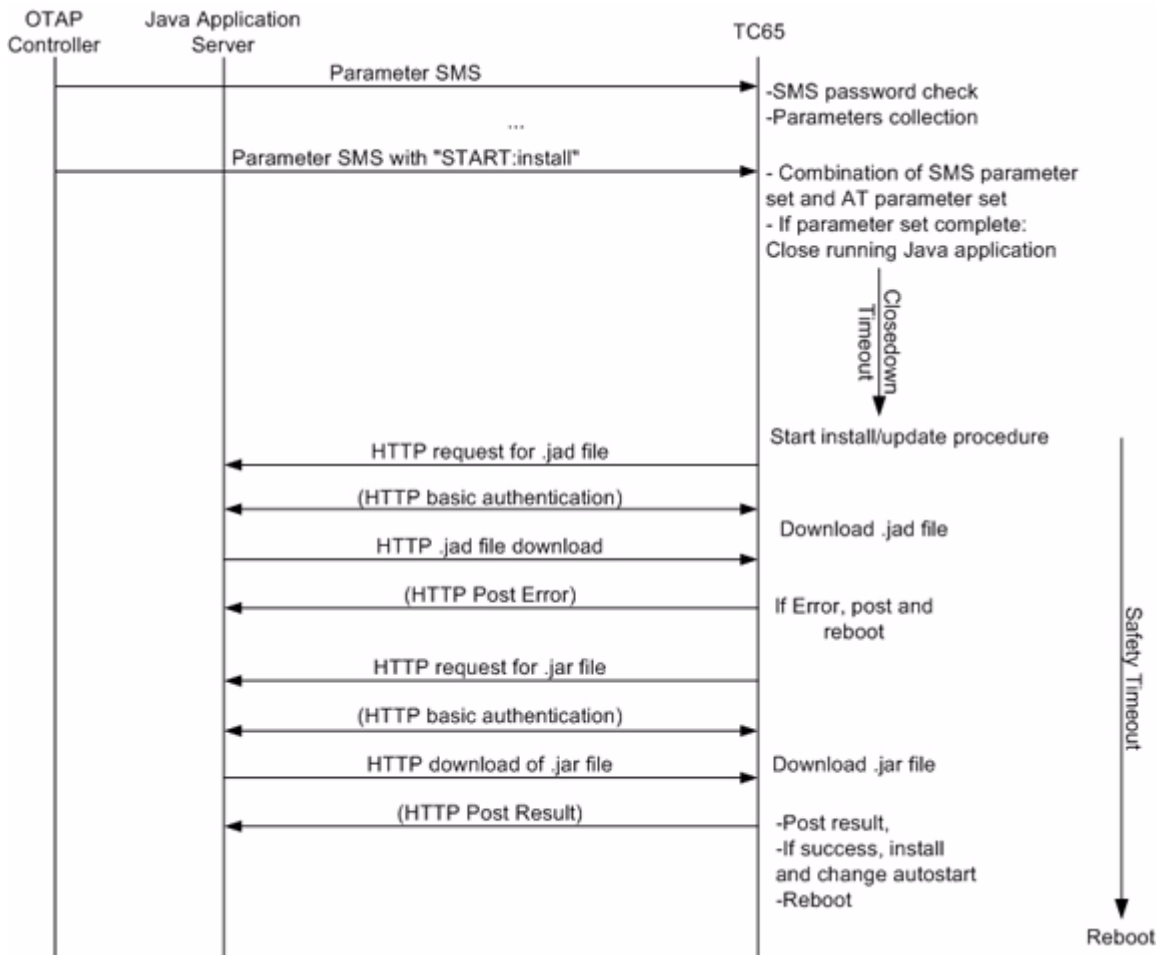 OTAP
Controller
Java Application
Server
TC65
Parameter SMS
-SMS password check
-Parameters collection
...
Parameter SMS with "START:install"
- Combination of SMS parameter
set and AT parameter set
- If parameter set complete:
Close running Java application
Closedown
Timeout
Start install/update procedure
HTTP request for .jad file
(HTTP basic authentication)
Download .jad file
HTTP .jad file download
(HTTP Post Error)
If Error, post and
reboot
Safety Timeout
HTTP request for .jar file
(HTTP basic authentication)
HTTP download of .jar file
Download .jar file
(HTTP Post Result)
-Post result,
-If success, install
and change autostart
-Reboot
Reboot